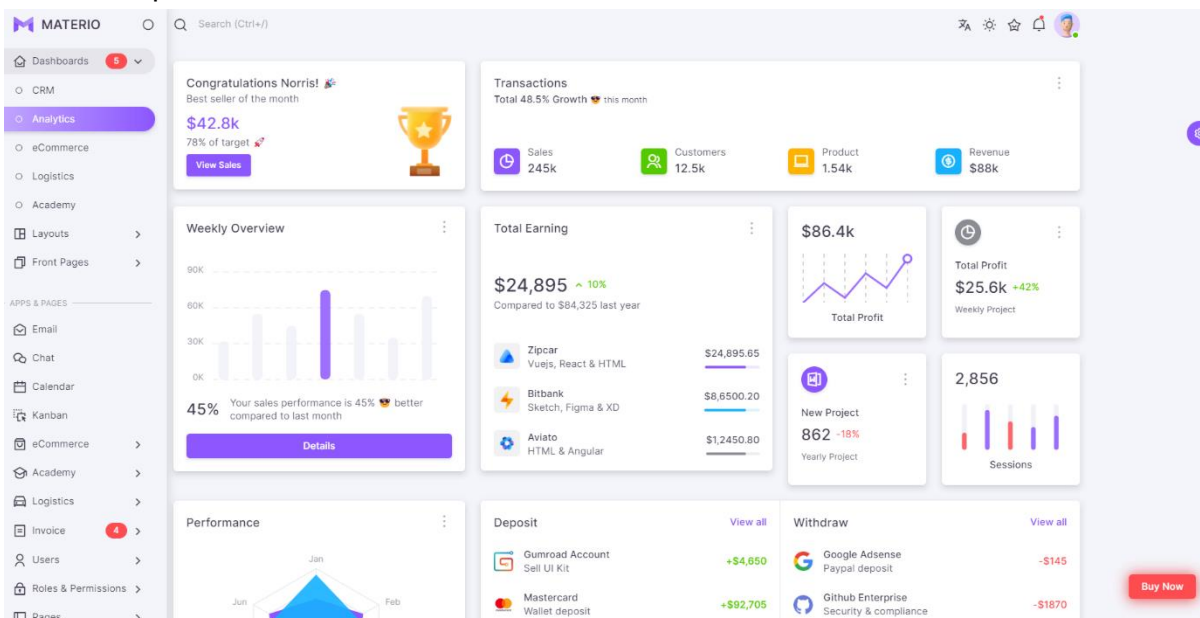 MATERIO
Search (Ctrl+/)
Dashboards 5
CRM
Analytics
eCommerce
Logistics
Academy
Layouts
Front Pages
APPS & PAGES
Email
Chat
Calendar
Kanban
eCommerce
Academy
Logistics
Invoice 4
Users
Roles & Permissions
Pages
Congratulations Norris! 🎉
Best seller of the month
$42.8k
78% of target 🚀
View Sales
Transactions
Total 48.5% Growth 😎 this month
Sales
245k
Customers
12.5k
Product
1.54k
Revenue
$88k
Weekly Overview
90K
60K
30K
0K
45%
Your sales performance is 45% 😎 better
compared to last month
Details
Total Earning
$24,895 10%
Compared to $84,325 last year
Zipcar
Vuejs, React & HTML
$24,895.65
Bitbank
Sketch, Figma & XD
$8,6500.20
Aviato
HTML & Angular
$1,2450.80
$86.4k
Total Profit
Total Profit
$25.6k +42%
Weekly Project
New Project
862 -18%
Yearly Project
2,856
Sessions
Performance
Jan
Jun
Feb
Deposit
View all
Gumroad Account
Sell UI Kit
+$4,650
Mastercard
Wallet deposit
+$92,705
Withdraw
View all
Google Adsense
Paypal deposit
-$145
Github Enterprise
Security & compliance
-$1870
Buy Now